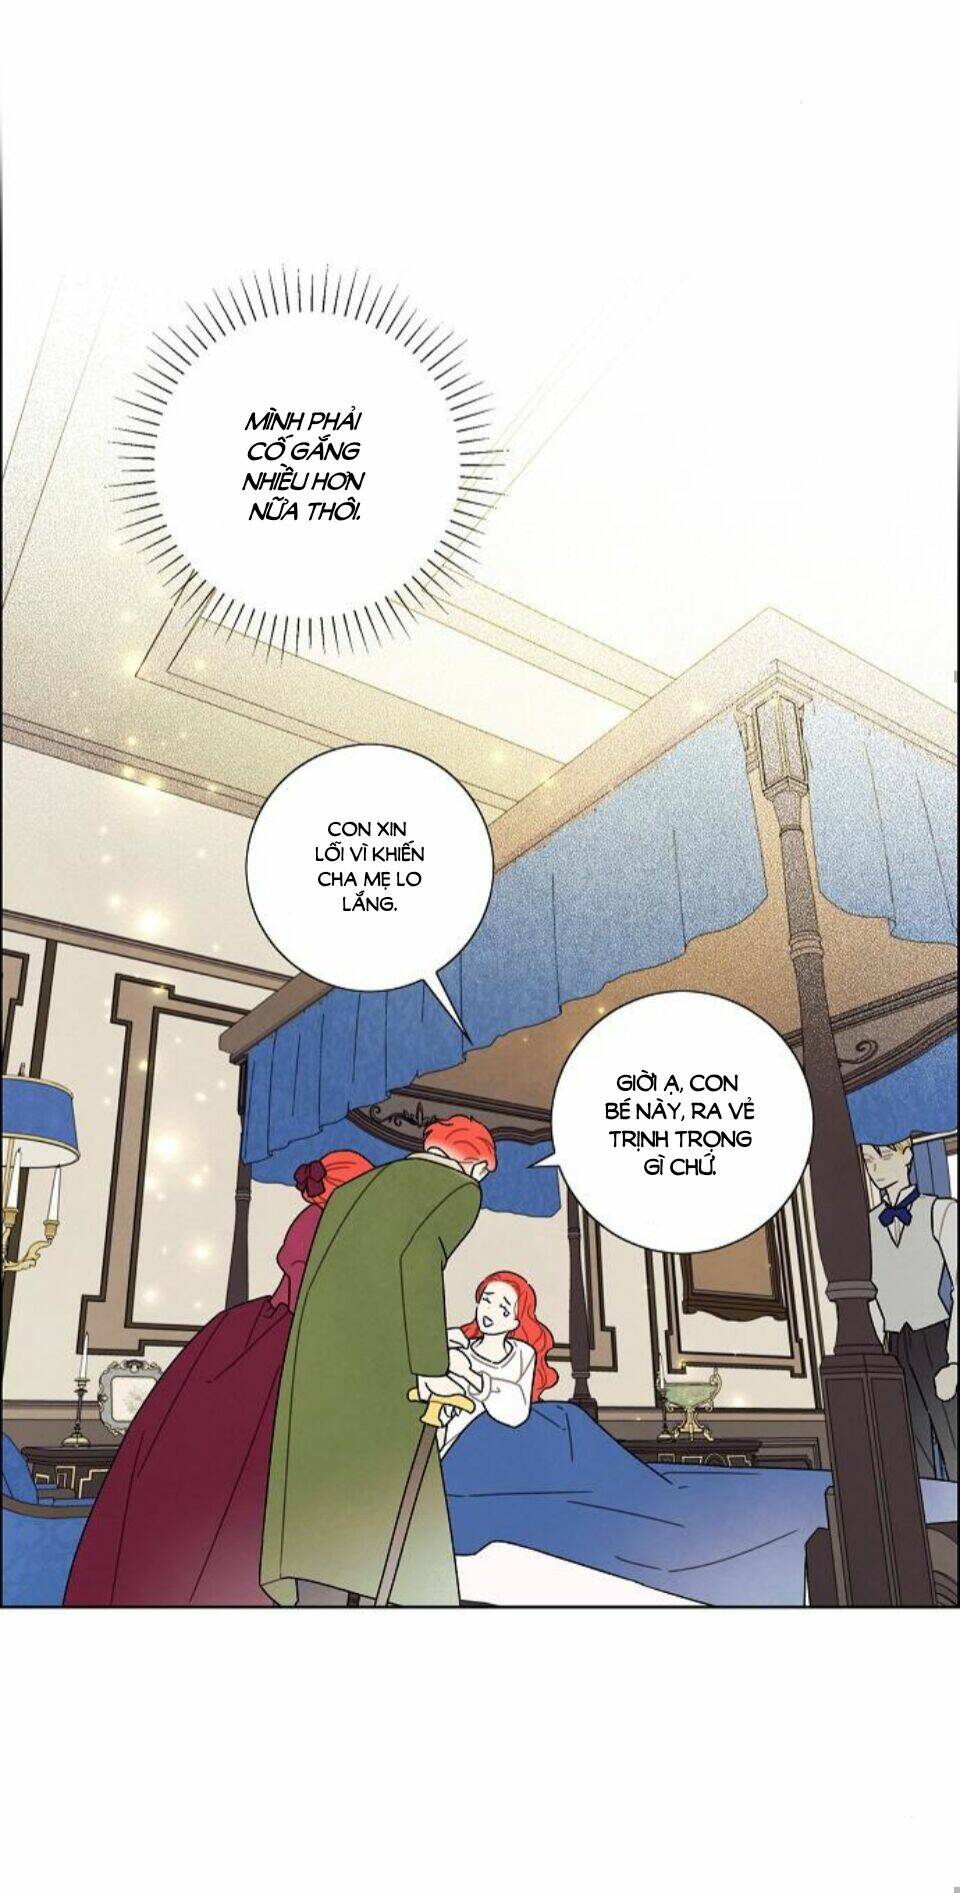 MÌNH PHẢI
CỐ GẮNG
NHIỀU HƠN
NỮA THÔI.
CON XIN
LỖI VÌ KHIẾN
CHA MẸ LO
LẮNG.
GIỜI Ạ, CON
BÉ NÀY, RA VẺ
TRỊNH TRỌNG
GÌ CHỨ.